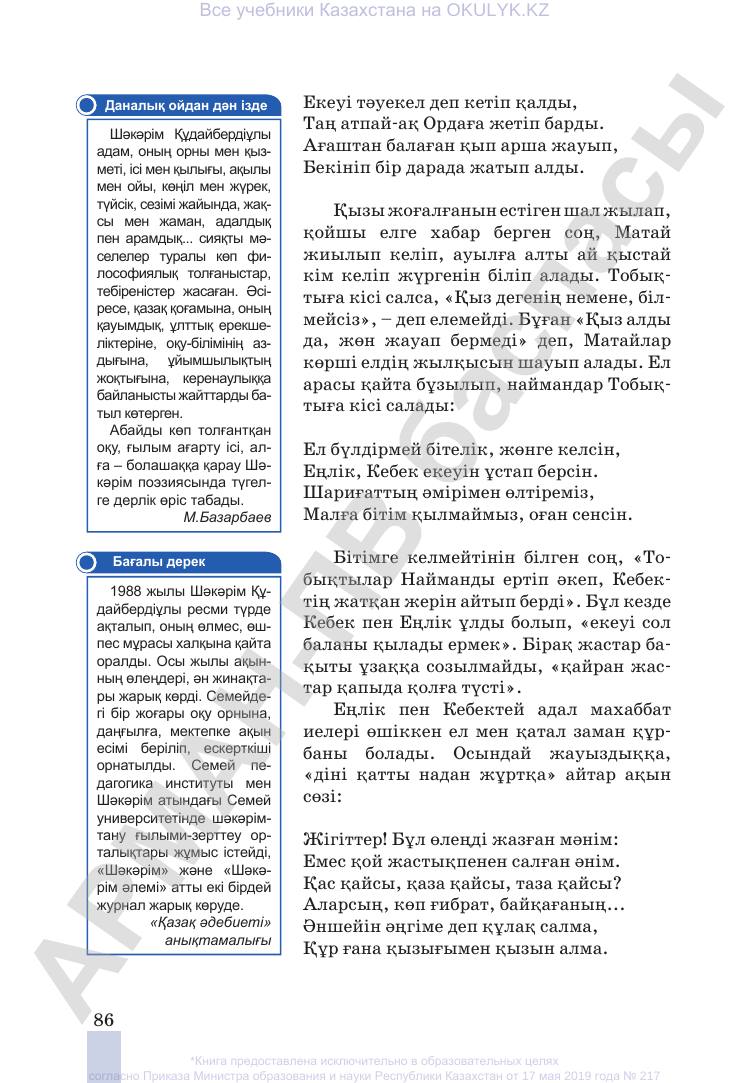 Все учебники Казахстана на OKULYK.KZ
Даналық ойдан дән ізде
Шәкәрім Құдайбердіұлы
адам, оның орны мен қыз-
меті, ісі мен қылығы, ақылы
мен ойы, көңіл мен жүрек,
түйсік, сезімі жайында, жақ-
сы мен жаман, адалдық
пен арамдық... сияқты мә-
селелер туралы көп фи-
лософиялық толғаныстар,
тебіреністер жасаған. Әсі-
ресе, қазақ қоғамына, оның
қауымдық, ұлттық ерекше-
ліктеріне, оқу-білімінің аз-
дығына, ұйымшылықтың
жоқтығына, керенаулыққа
байланысты жайттарды ба-
тыл көтерген.
Абайды көп толғантқан
оқу, ғылым ағарту ісі, ал-
ға – болашаққа қарау Шә-
кәрім поэзиясында түгел-
ге дерлік өріс табады.
М.Базарбаев
Бағалы дерек
1988 жылы Шәкәрім Құ-
дайбердіұлы ресми түрде
ақталып, оның өлмес, өш-
пес мұрасы халқына қайта
оралды. Осы жылы ақын-
ның өлеңдері, ән жинақта-
ры жарық көрді. Семейде-
гі бір жоғары оқу орнына,
даңғылға, мектепке ақын
есімі беріліп, ескерткіші
орнатылды. Семей пе-
дагогика институты мен
Шәкәрім атындағы Семей
университетінде шәкәрім-
тану ғылыми-зерттеу ор-
талықтары жұмыс істейді,
«Шәкәрім» және «Шәкә-
рім әлемі» атты екі бірдей
журнал жарық көруде.
«Қазақ әдебиеті»
анықтамалығы
Екеуі тәуекел деп кетіп қалды,
Таң атпай-ақ Ордаға жетіп барды.
Ағаштан балаған қып арша жауып,
Бекініп бір дарада жатып алды.
Қызы жоғалғанын естіген шал жылап,
қойшы елге хабар берген соң, Матай
жиылып келіп, ауылға алты ай қыстай
кім келіп жүргенін біліп алады. Тобық-
тыға кісі салса, «Қыз дегенің немене, біл-
мейсіз», – деп елемейді. Бұған «Қыз алды
да, жөн жауап бермеді» деп, Матайлар
көрші елдің жылқысын шауып алады. Ел
арасы қайта бұзылып, наймандар Тобық-
тыға кісі салады:
Ел бүлдірмей бітелік, жөнге келсін,
Еңлік, Кебек екеуін ұстап берсін.
Шариғаттың әмірімен өлтіреміз,
Малға бітім қылмаймыз, оған сенсін.
Бітімге келмейтінін білген соң, «То-
бықтылар Найманды ертіп әкеп, Кебек-
тің жатқан жерін айтып берді». Бұл кезде
Кебек пен Еңлік ұлды болып, «екеуі сол
баланы қылады ермек». Бірақ жастар ба-
қыты ұзаққа созылмайды, «қайран жас-
тар қапыда қолға түсті».
Еңлік пен Кебектей адал махаббат
иелері өшіккен ел мен қатал заман құр-
баны болады. Осындай жауыздыққа,
«діні қатты надан жұртқа» айтар ақын
сөзі:
Жігіттер! Бұл өлеңді жазған мәнім:
Емес қой жастықпенен салған әнім.
Қас қайсы, қаза қайсы, таза қайсы?
Аларсың, көп ғибрат, байқағаның...
Әншейін әңгіме деп құлақ салма,
Құр ғана қызығымен қызын алма.
АРМАН-ПВ баспасы
86
*Книга предоставлена исключительно в образовательных целях
согласно Приказа Министра образования и науки Республики Казахстан от 17 мая 2019 года № 217